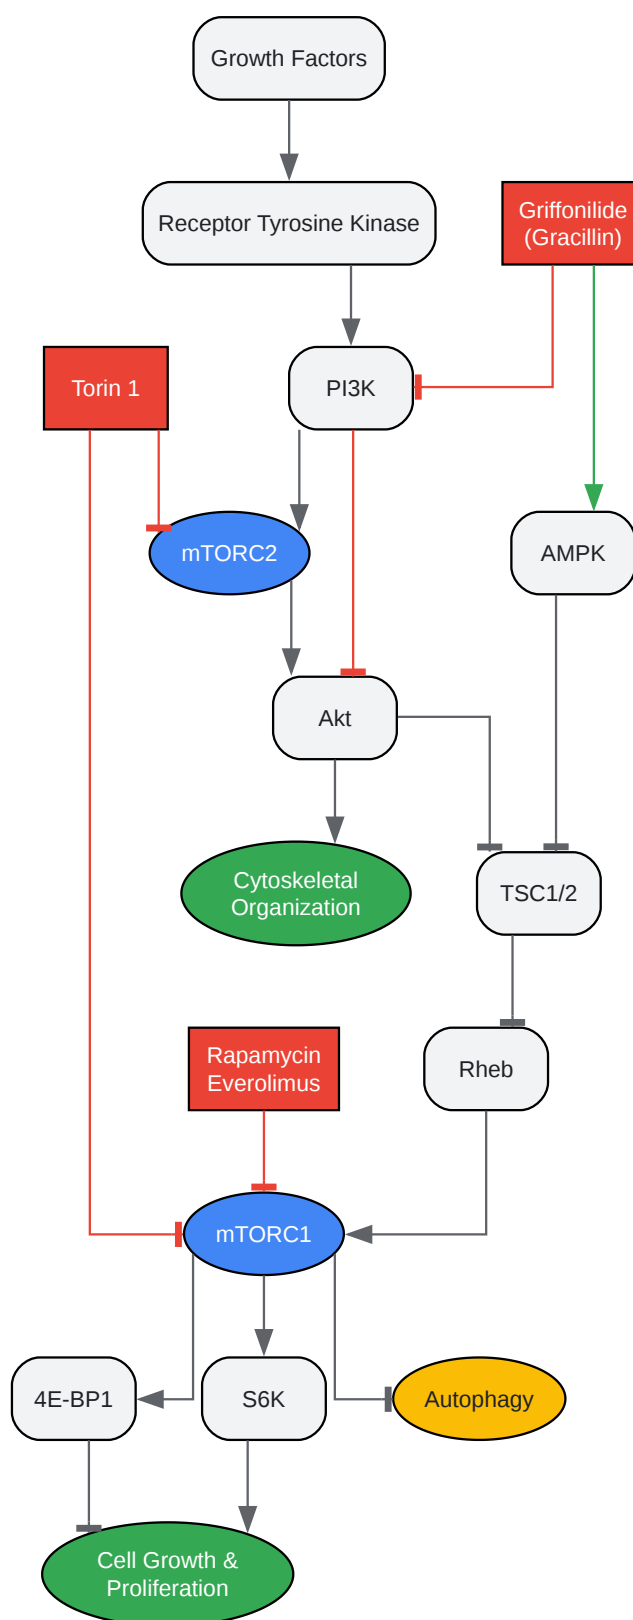 Growth Factors
Receptor Tyrosine Kinase
Griffonilide
(Gracillin)
Torin 1
PI3K
mTORC2
AMPK
Akt
Cytoskeletal
Organization
TSC1/2
Rapamycin
Everolimus
Rheb
mTORC1
4E-BP1
S6K
Autophagy
Cell Growth &
Proliferation